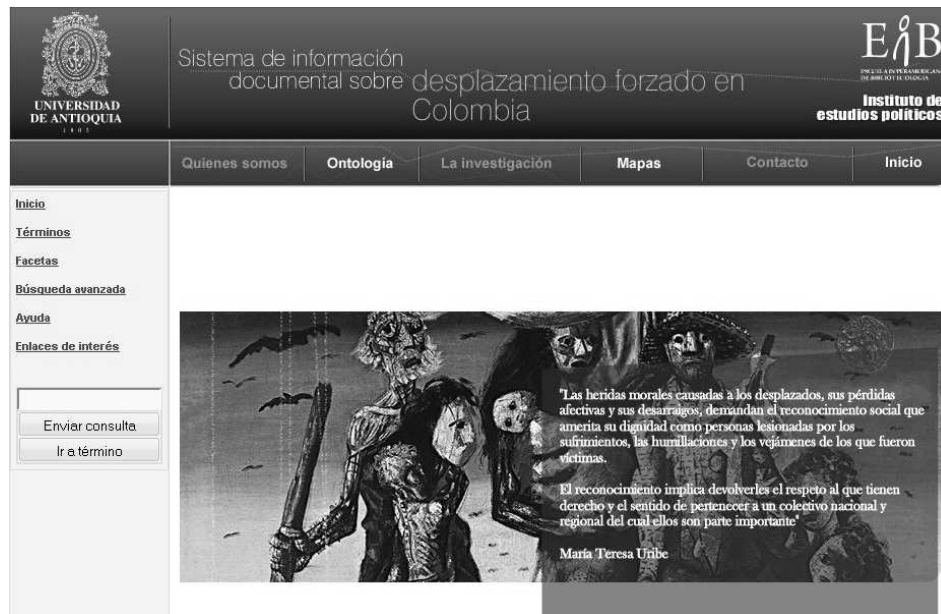 UNIVERSIDAD
DE ANTIOQUIA
1803
Sistema de información
documental sobre desplazamiento forzado en
Colombia
EIB
ESCUELA INTERAMERICANA
DE BIBLIOTECOLOGÍA
Instituto de
estudios políticos
Quienes somos
Ontología
La investigación
Mapas
Contacto
Inicio
Inicio
Términos
Facetas
Búsqueda avanzada
Ayuda
Enlaces de interés
Enviar consulta
Ir a término
"Las heridas morales causadas a los desplazados, sus pérdidas
afectivas y sus desarraigos, demandan el reconocimiento social que
amerita su dignidad como personas lesionadas por los
sufrimientos, las humillaciones y los vejámenes de los que fueron
víctimas.
El reconocimiento implica devolverles el respeto al que tienen
derecho y el sentido de pertenecer a un colectivo nacional y
regional del cual ellos son parte importante"
María Teresa Uribe